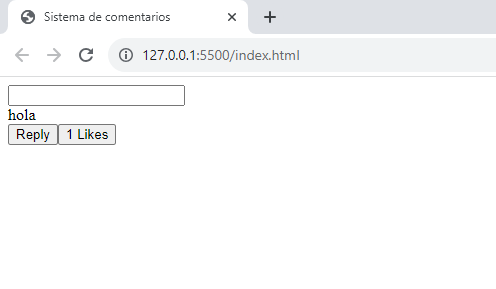 Sistema de comentarios
127.0.0.1:5500/index.html
hola
Reply 1 Likes